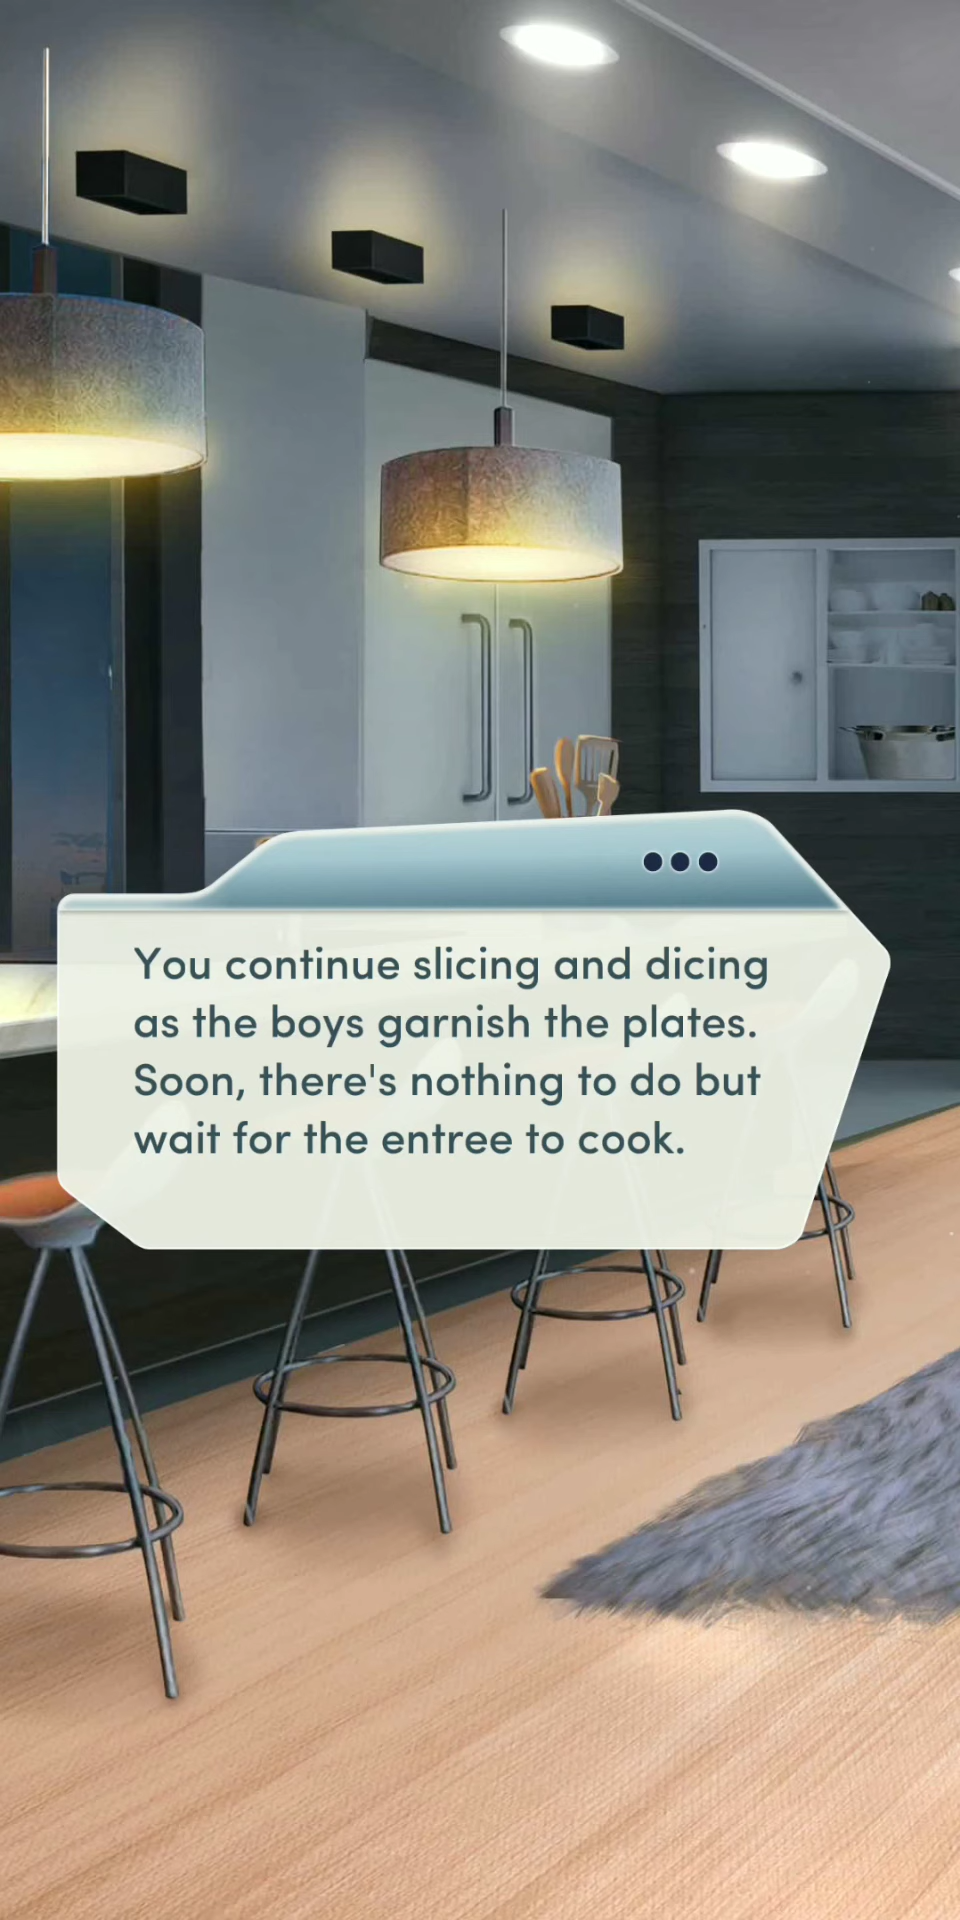 You continue slicing and dicing
as the boys garnish the plates.
Soon, there's nothing to do but
wait for the entree to cook.